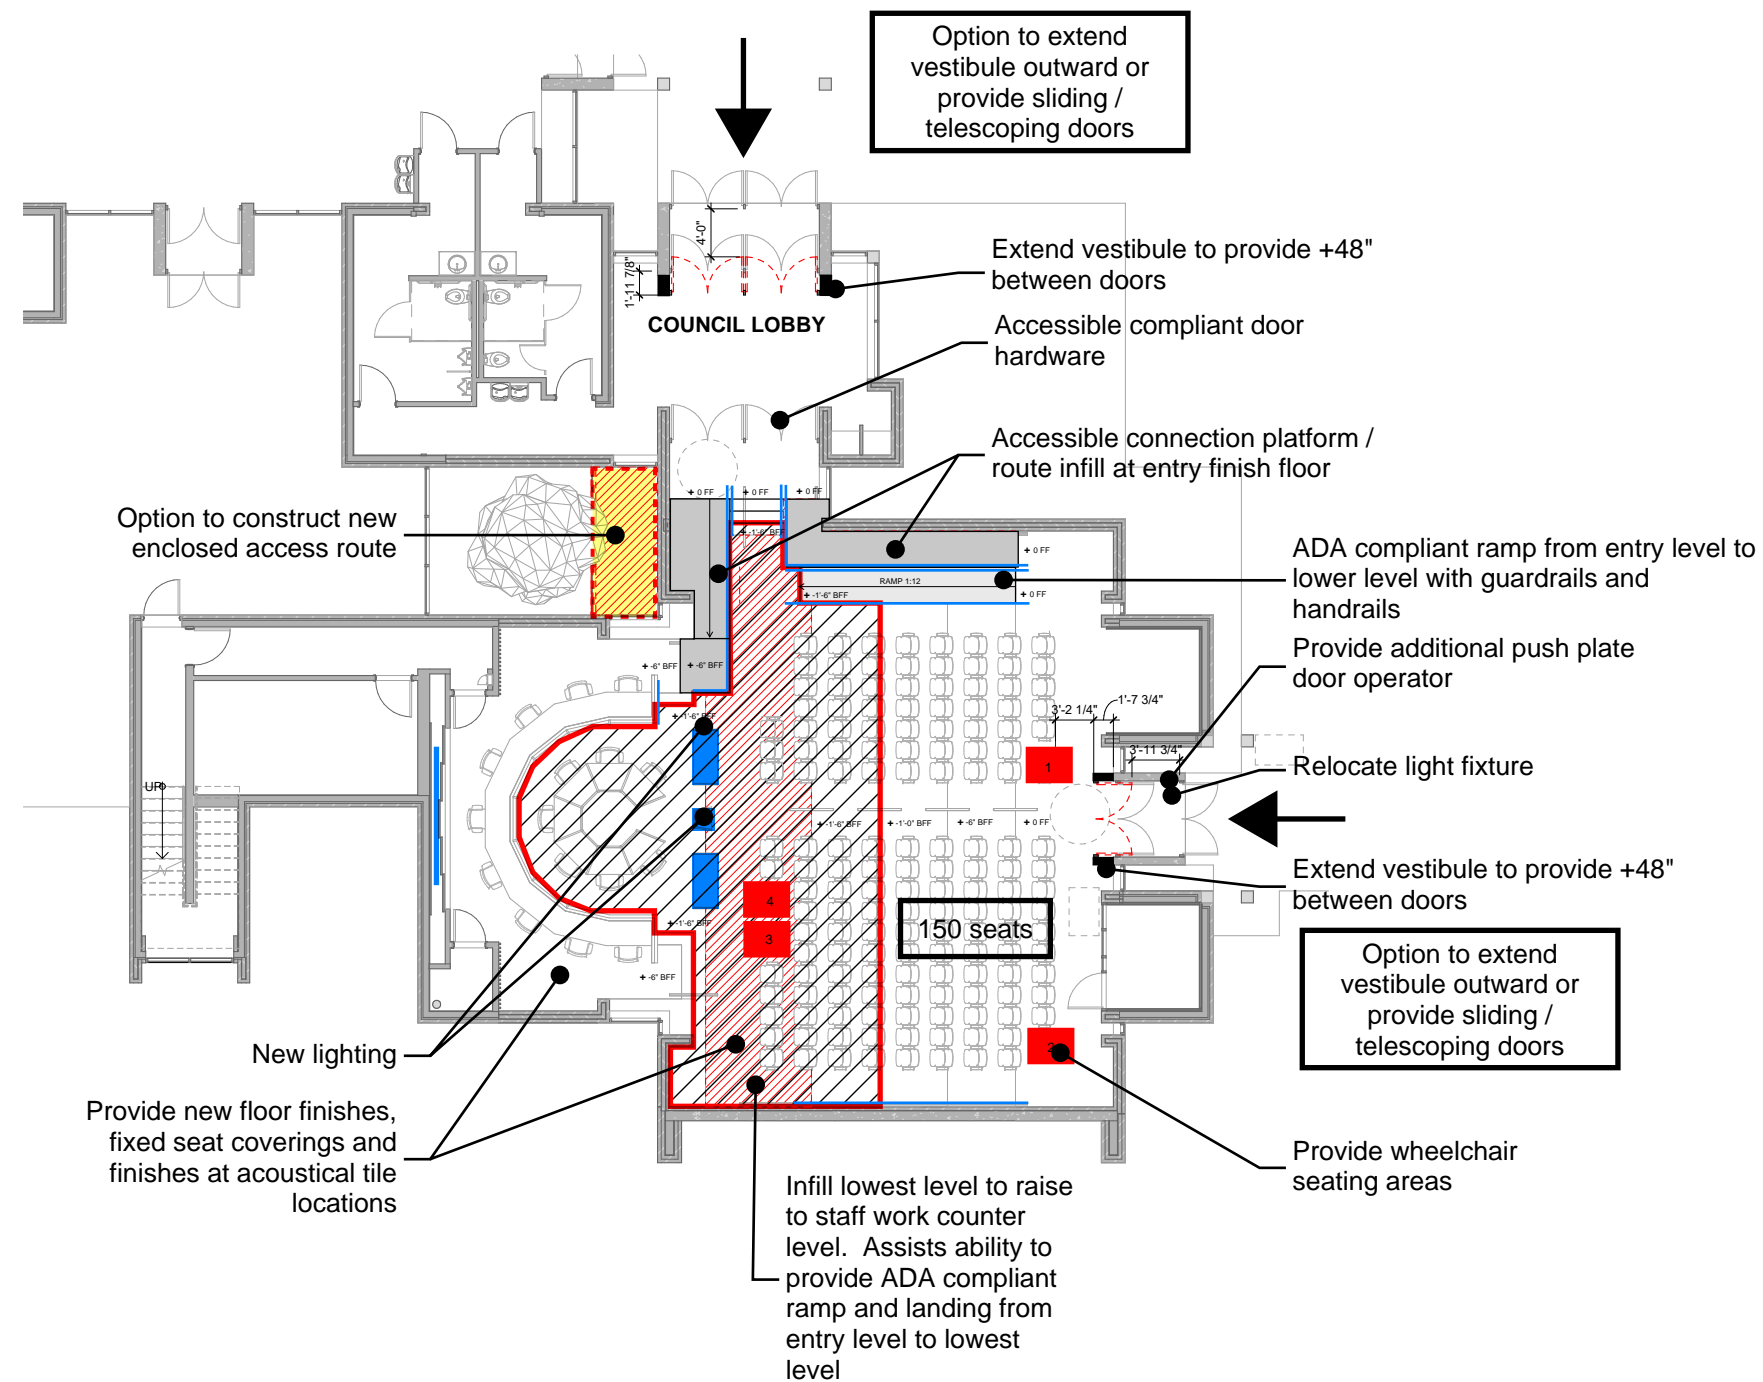 Option to extend
vestibule outward or
provide sliding /
telescoping doors
4'-0"
1'-11 7/8"
Extend vestibule to provide +48"
between doors
COUNCIL LOBBY
Accessible compliant door
hardware
Accessible connection platform /
route infill at entry finish floor
+ 0 FF
+ 0 FF
+ 0 FF
Option to construct new
enclosed access route
+ -1'-6" BFF
+ 0 FF
ADA compliant ramp from entry level to
lower level with guardrails and
handrails
RAMP 1:12
+ -1'-6" BFF
+ 0 FF
Provide additional push plate
door operator
+ -6" BFF
+ -6" BFF
3'-2 1/4"
1'-7 3/4"
+ -1'-6" BFF
3'-11 3/4"
1
Relocate light fixture
UP
+ -1'-6" BFF
+ -1'-0" BFF
+ -6" BFF
+ 0 FF
Extend vestibule to provide +48"
between doors
4
+ -1'-6" BFF
3
150 seats
Option to extend
vestibule outward or
provide sliding /
telescoping doors
+ -6" BFF
2
New lighting
Provide new floor finishes,
fixed seat coverings and
finishes at acoustical tile
locations
Provide wheelchair
seating areas
Infill lowest level to raise
to staff work counter
level. Assists ability to
provide ADA compliant
ramp and landing from
entry level to lowest
level